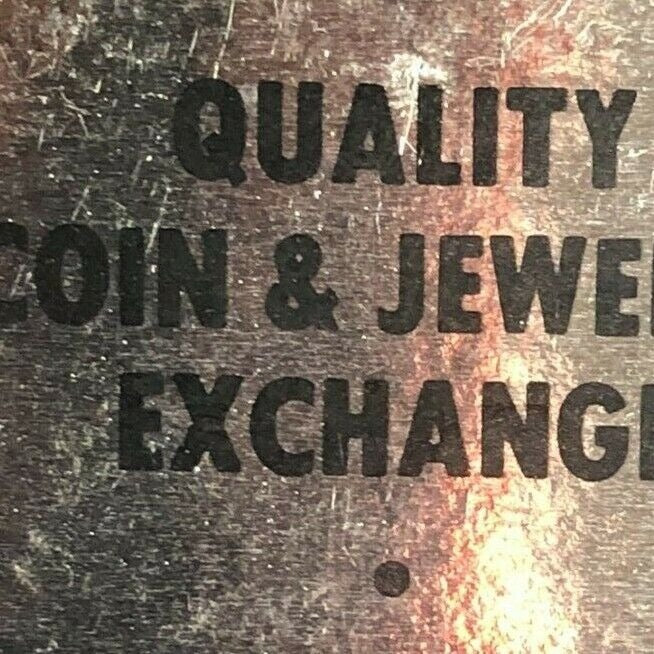 QUALITY
COIN & JEWE
EXCHANG
•